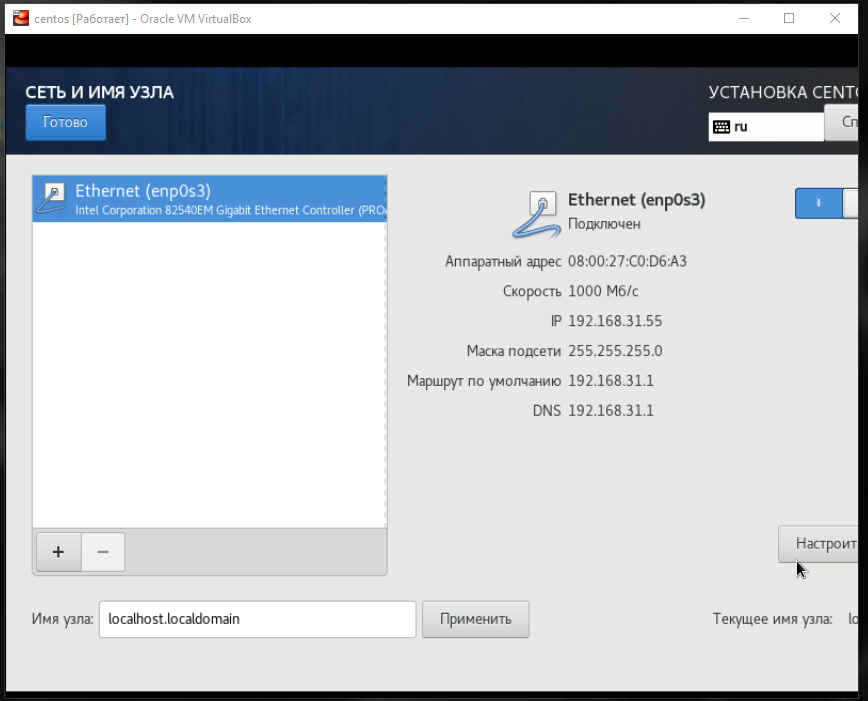 centos [Работает] - Oracle VM VirtualBox
СЕТЬ И ИМЯ УЗЛА
УСТАНОВКА CENTO
Готово
ru
Сп
Ethernet (enp0s3)
Intel Corporation 82540EM Gigabit Ethernet Controller (PRO
Ethernet (enp0s3)
Подключен
Аппаратный адрес 08:00:27:C0:D6:A3
Скорость 1000 Мб/с
IP 192.168.31.55
Маска подсети 255.255.255.0
Маршрут по умолчанию 192.168.31.1
DNS 192.168.31.1
+ −
Настроит
Имя узла: localhost.localdomain Применить Текущее имя узла: lo